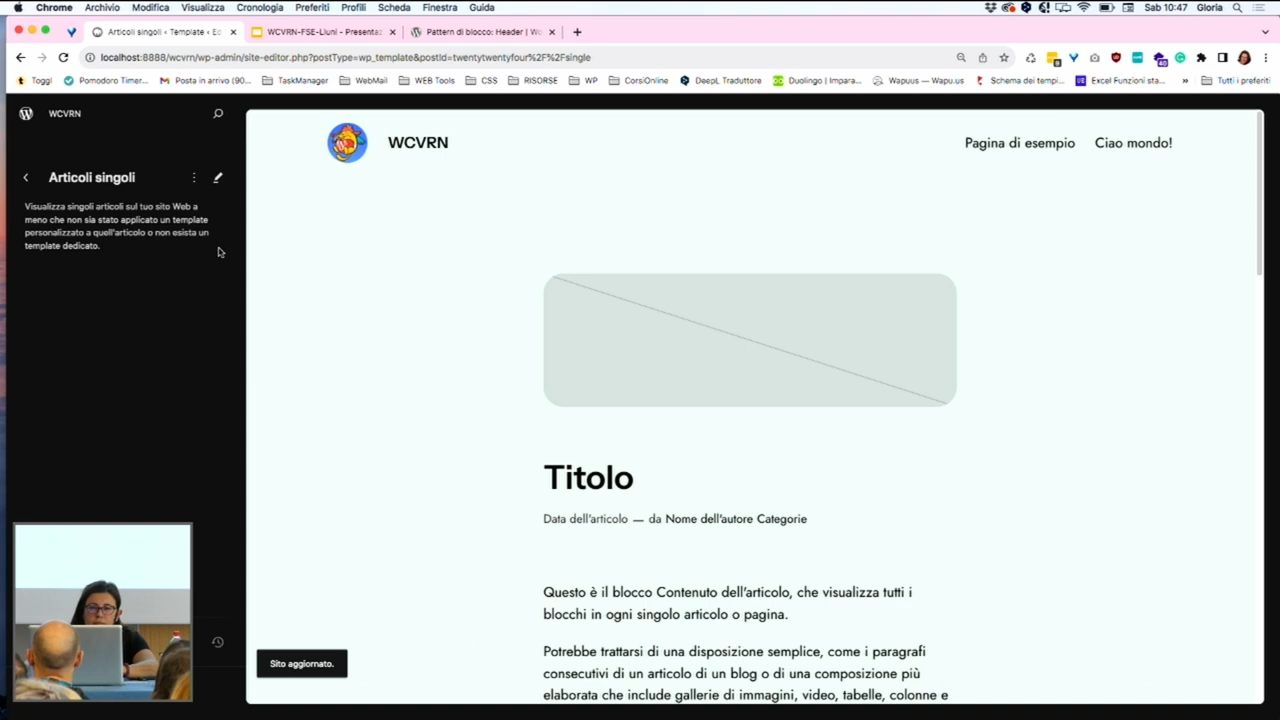 Chrome Archivio Modifica Visualizza Cronologia Preferiti Profili Scheda Finestra Guida Sab 10:47 Gloria
Articoli singoli ‹ Template ‹ Ed
WCVRN-FSE-Lluni - Presenta
Pattern di blocco: Header | Wo
localhost:8888/wcvrn/wp-admin/site-editor.php?postType=wp_template&postId=twentytwentyfour%2F%2Fsingle
Toggl Pomodoro Timer... Posta in arrivo (90... TaskManager WebMail WEB Tools CSS RISORSE WP CorsiOnline DeepL Traduttore Duolingo | Impara... Wapuus — Wapu.us Schema dei tempi... Excel Funzioni sta... » Tutti i preferiti
WCVRN
Articoli singoli
Visualizza singoli articoli sul tuo sito Web a
meno che non sia stato applicato un template
personalizzato a quell'articolo o non esista un
template dedicato.
WCVRN
Pagina di esempio Ciao mondo!
Titolo
Data dell'articolo — da Nome dell'autore Categorie
Questo è il blocco Contenuto dell'articolo, che visualizza tutti i
blocchi in ogni singolo articolo o pagina.
Potrebbe trattarsi di una disposizione semplice, come i paragrafi
consecutivi di un articolo di un blog o di una composizione più
elaborata che include gallerie di immagini, video, tabelle, colonne e
Sito aggiornato.